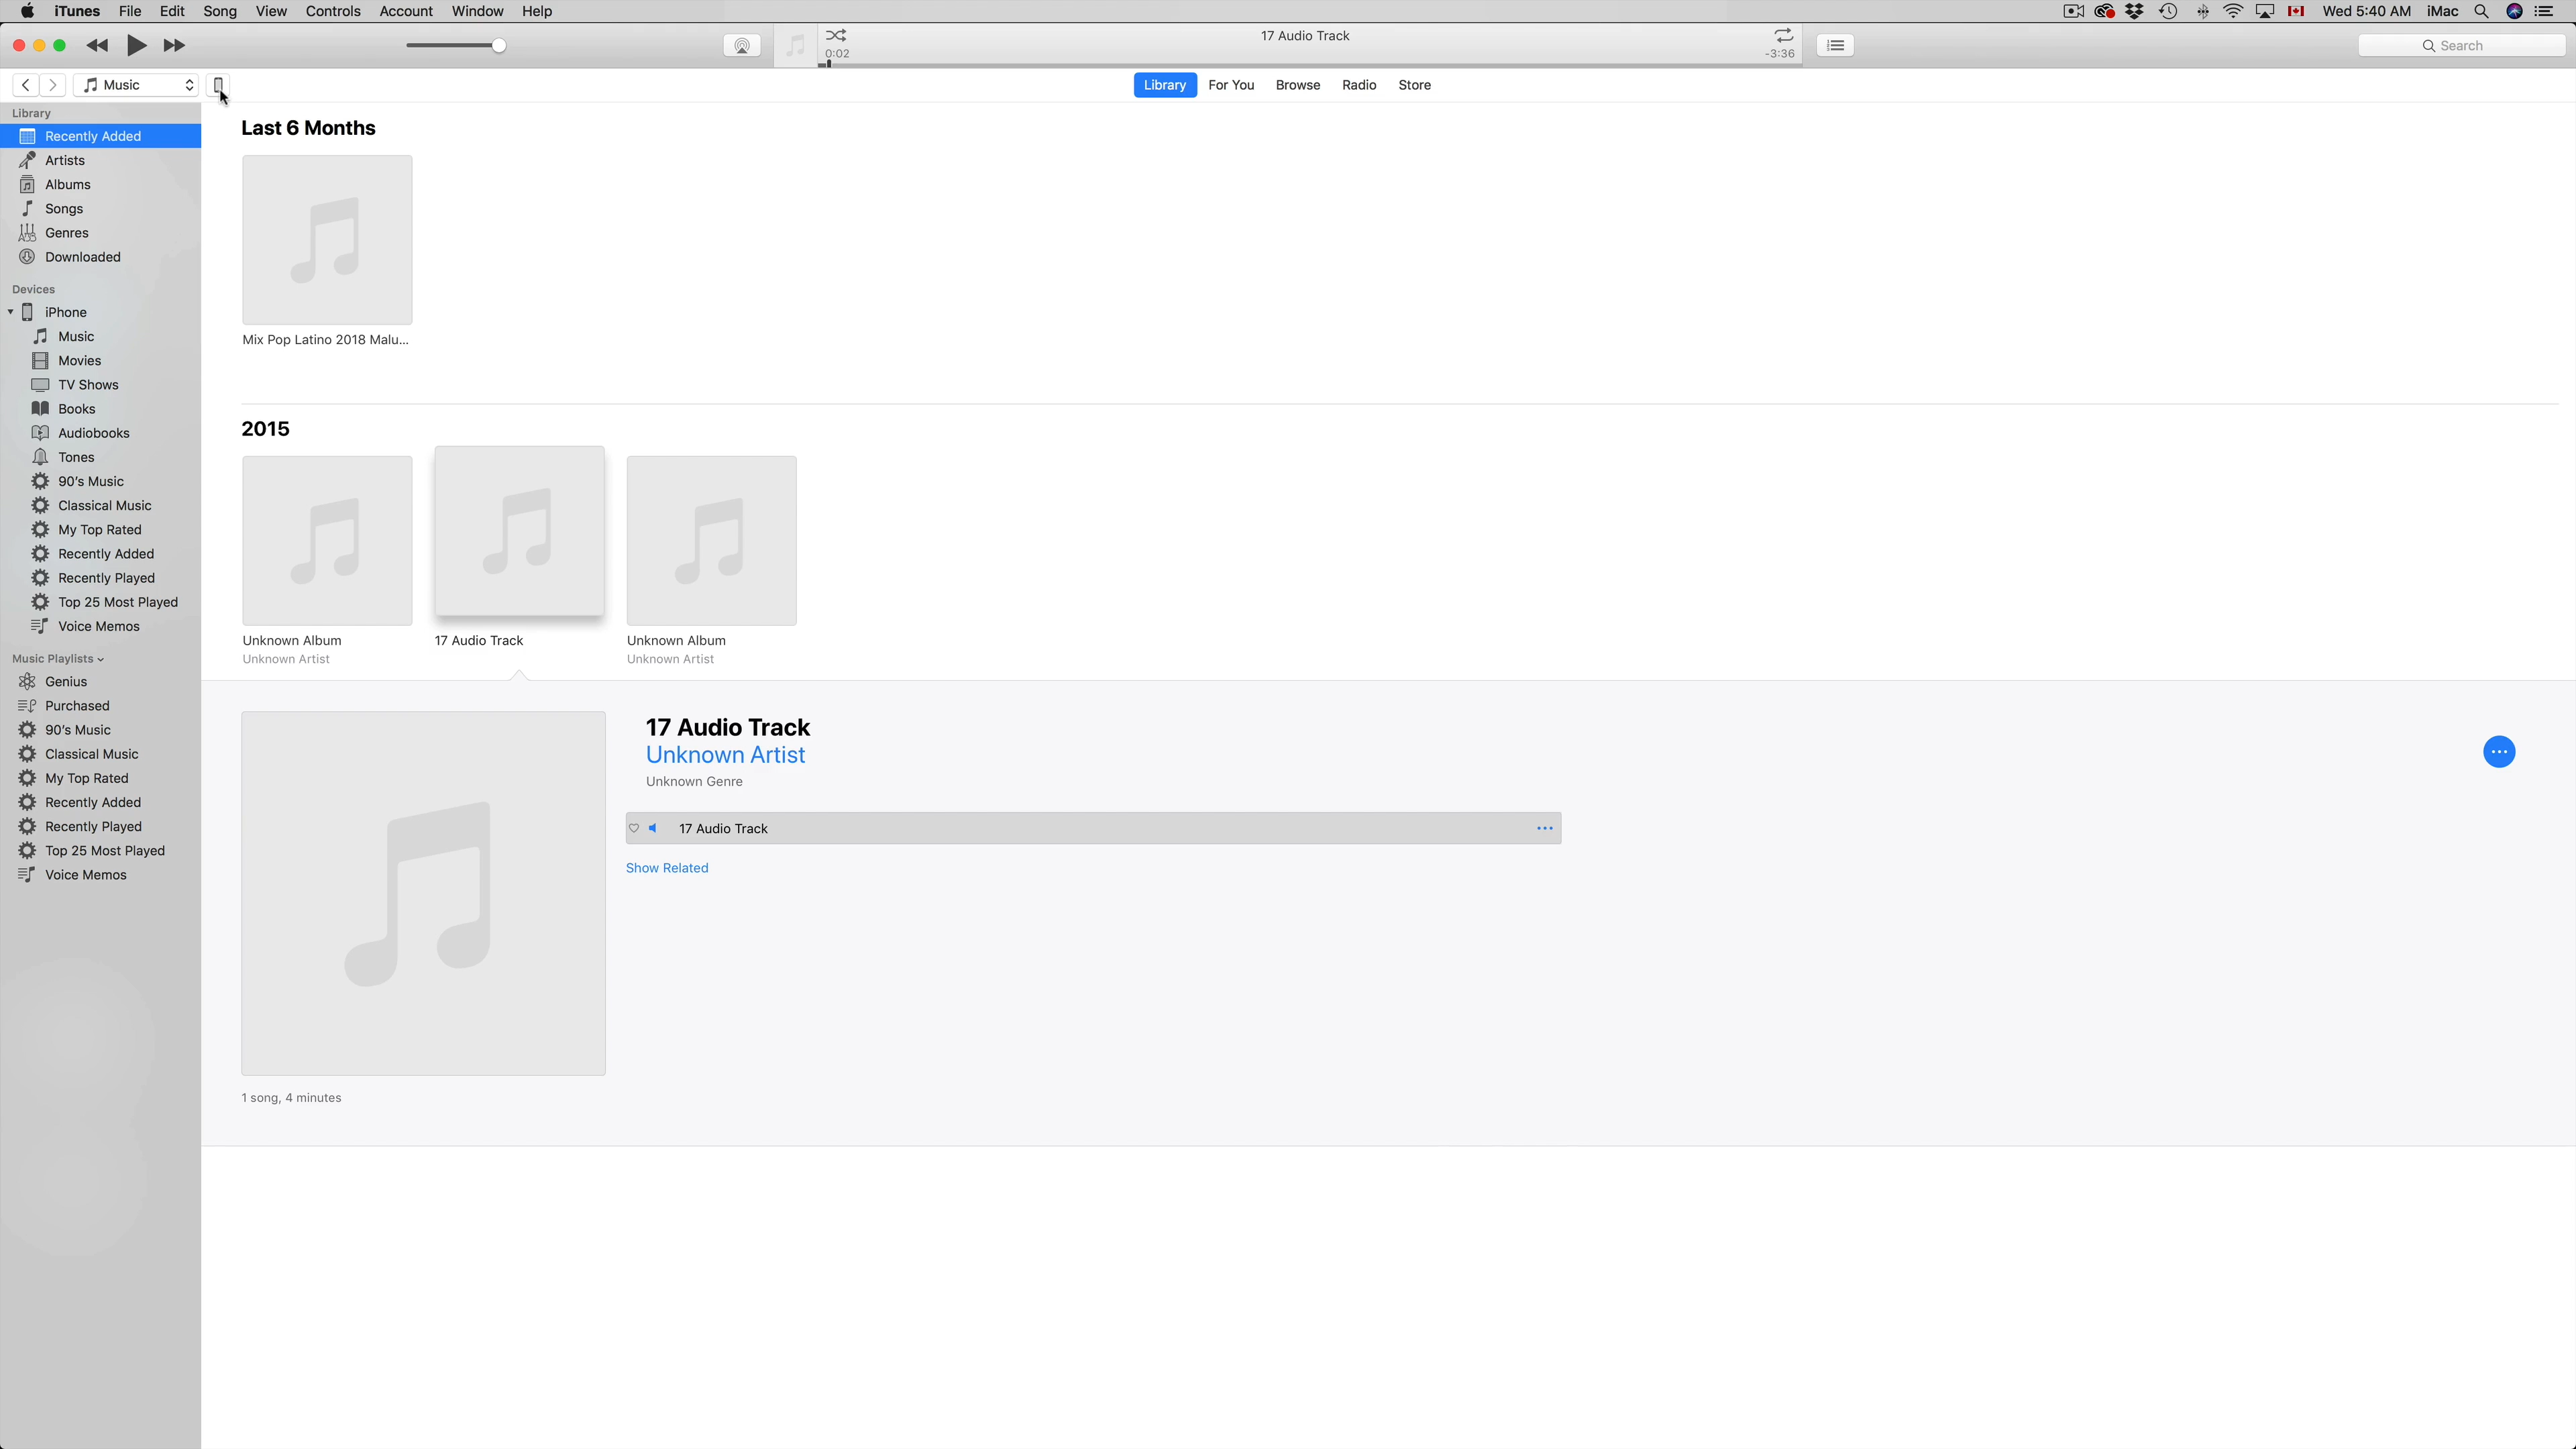 iTunes File Edit Song View Controls Account Window Help
Wed 5:40 AM iMac
17 Audio Track
0:02
-3:36
Search
Music
Library For You Browse Radio Store
Library
Recently Added
Artists
Albums
Songs
Genres
Downloaded
Devices
iPhone
Music
Movies
TV Shows
Books
Audiobooks
Tones
90's Music
Classical Music
My Top Rated
Recently Added
Recently Played
Top 25 Most Played
Voice Memos
Music Playlists
Genius
Purchased
90's Music
Classical Music
My Top Rated
Recently Added
Recently Played
Top 25 Most Played
Voice Memos
Last 6 Months
Mix Pop Latino 2018 Malu...
2015
Unknown Album
Unknown Artist
17 Audio Track
Unknown Album
Unknown Artist
17 Audio Track
Unknown Artist
Unknown Genre
17 Audio Track
Show Related
1 song, 4 minutes